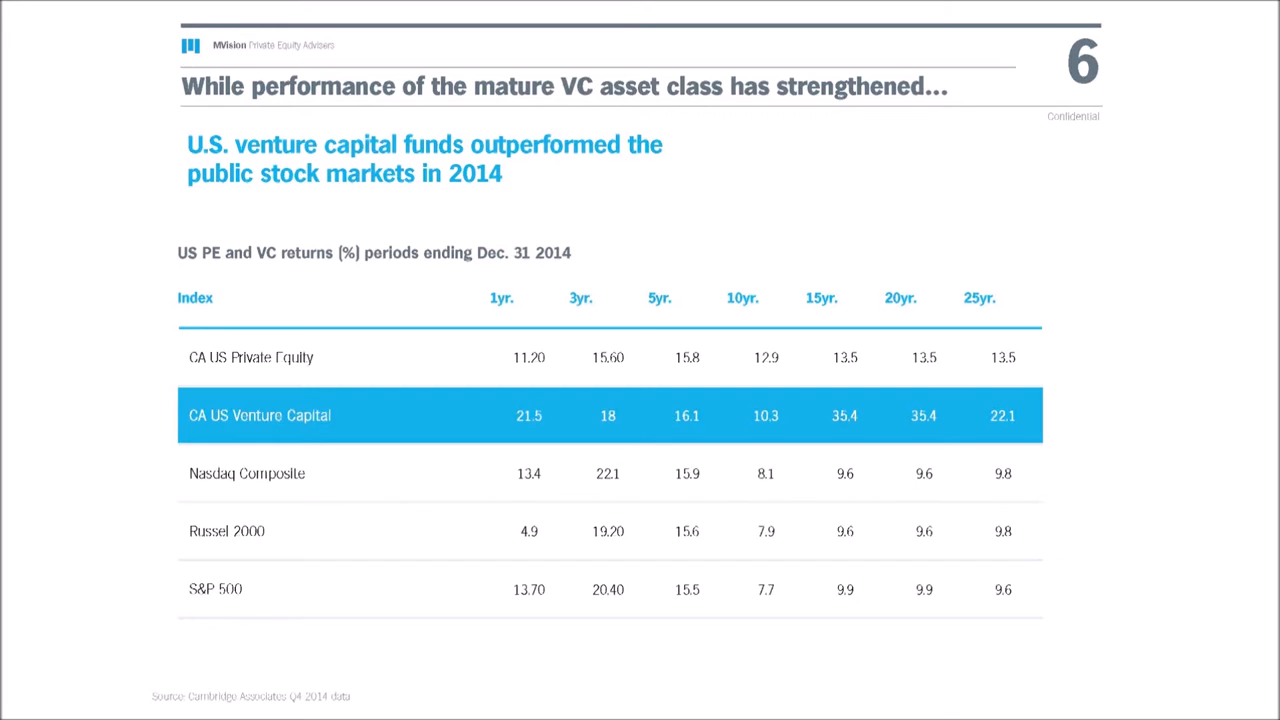 MVision Private Equity Advisers
6
While performance of the mature VC asset class has strengthened...
Confidential
U.S. venture capital funds outperformed the
public stock markets in 2014
US PE and VC returns (%) periods ending Dec. 31 2014
Index 1yr. 3yr. 5yr. 10yr. 15yr. 20yr. 25yr.
CA US Private Equity 11.20 15.60 15.8 12.9 13.5 13.5 13.5
CA US Venture Capital 21.5 18 16.1 10.3 35.4 35.4 22.1
Nasdaq Composite 13.4 22.1 15.9 8.1 9.6 9.6 9.8
Russel 2000 4.9 19.20 15.6 7.9 9.6 9.6 9.8
S&P 500 13.70 20.40 15.5 7.7 9.9 9.9 9.6
Source: Cambridge Associates Q4 2014 data